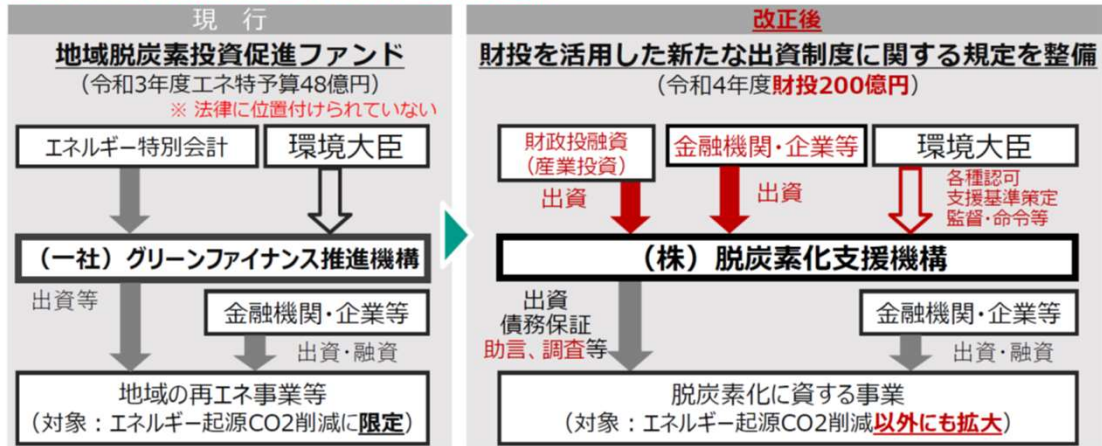 現 行
地域脱炭素投資促進ファンド
（令和3年度エネ特予算48億円）
※ 法律に位置付けられていない
エネルギー特別会計
環境大臣
（一社）グリーンファイナンス推進機構
出資等
金融機関・企業等
出資・融資
地域の再エネ事業等
（対象：エネルギー起源CO2削減に限定）
改正後
財投を活用した新たな出資制度に関する規定を整備
（令和4年度財投200億円）
財政投融資
（産業投資）
金融機関・企業等
環境大臣
出資
出資
各種認可
支援基準策定
監督・命令等
（株）脱炭素化支援機構
出資
債務保証
助言、調査等
金融機関・企業等
出資・融資
脱炭素化に資する事業
（対象：エネルギー起源CO2削減以外にも拡大）